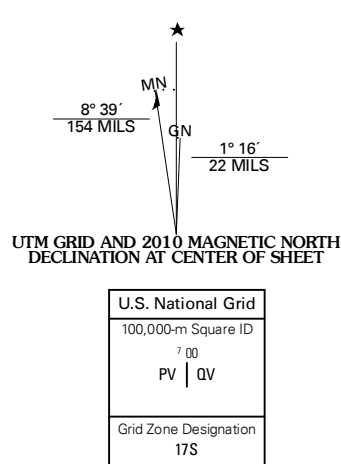 ★
MN
8° 39´
154 MILS
GN
1° 16´
22 MILS
UTM GRID AND 2010 MAGNETIC NORTH
DECLINATION AT CENTER OF SHEET
U.S. National Grid
100,000-m Square ID
7 00
PV QV
Grid Zone Designation
17S